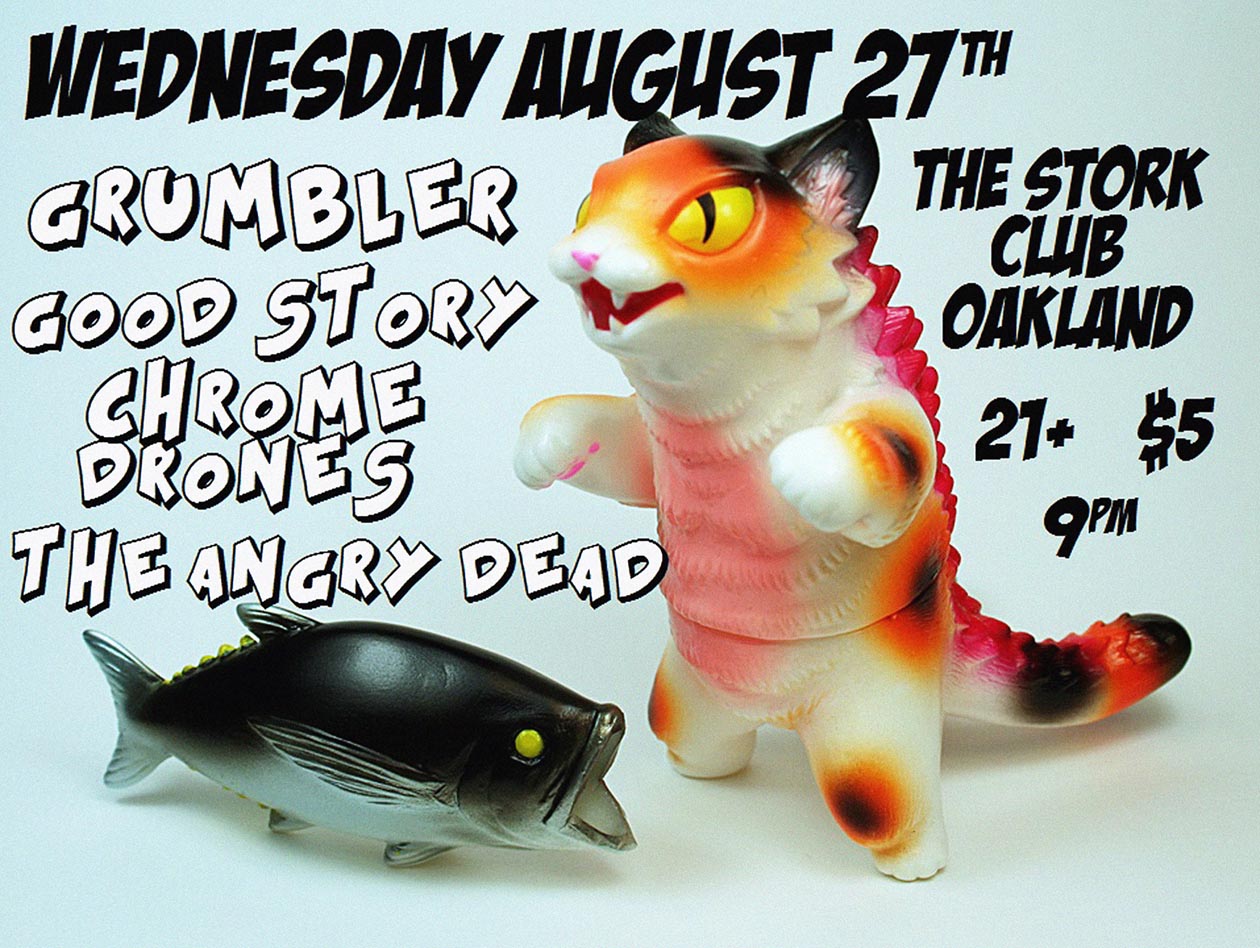 WEDNESDAY AUGUST 27TH
GRUMBLER
GOOD STORY
CHROME
DRONES
THE ANGRY DEAD
THE STORK
CLUB
OAKLAND
21+ $5
9PM